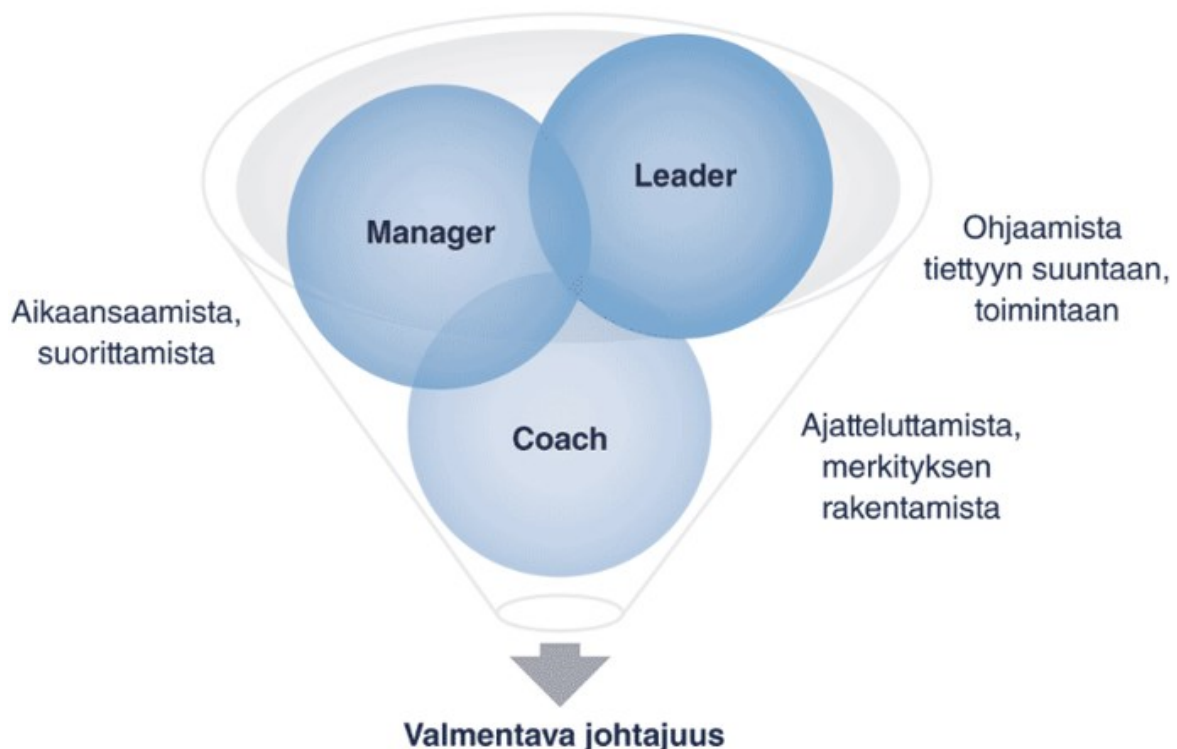 Leader
Manager
Ohjaamista
tiettyyn suuntaan,
toimintaan
Aikaansaamista,
suorittamista
Coach
Ajatteluttamista,
merkityksen
rakentamista
Valmentava johtajuus